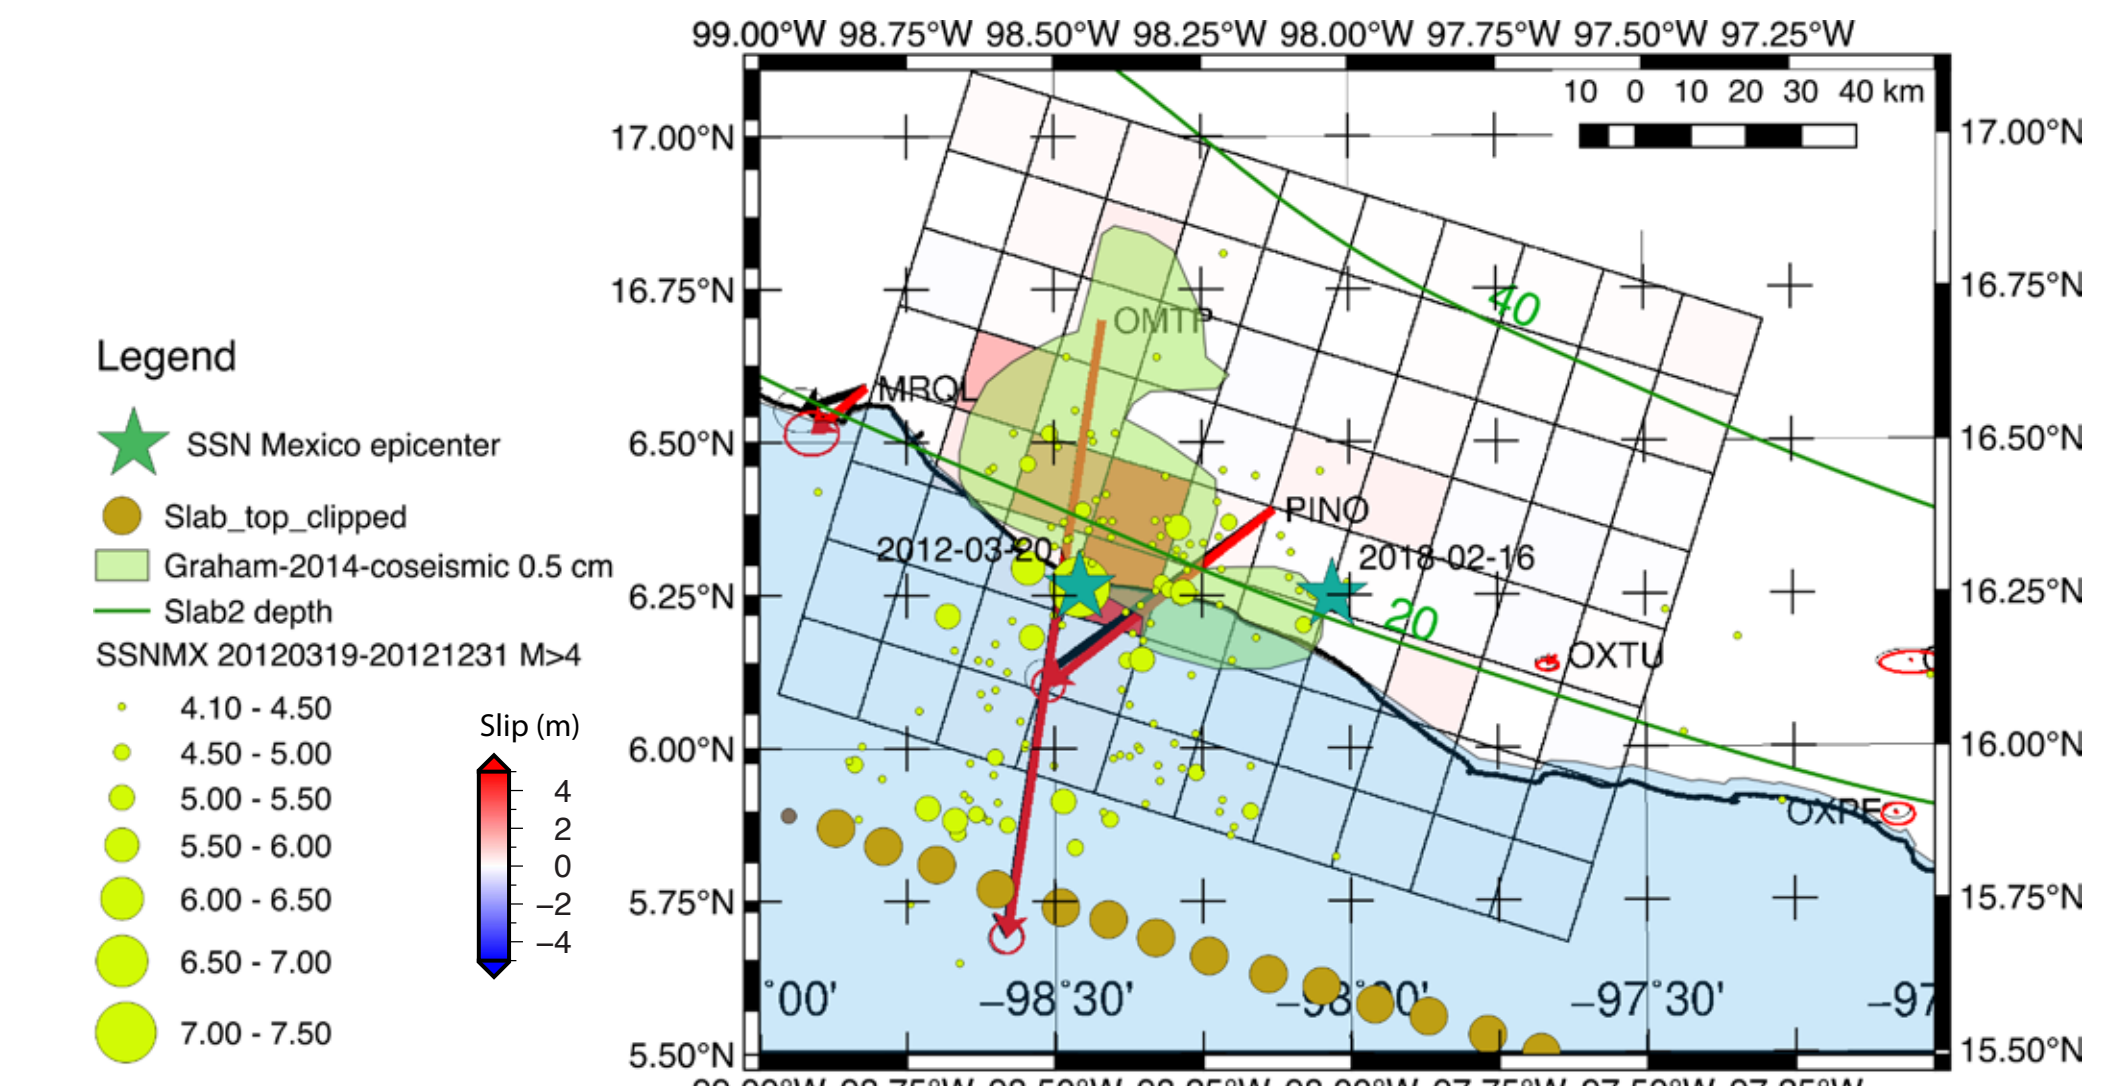 99.00°W 98.75°W 98.50°W 98.25°W 98.00°W 97.75°W 97.50°W 97.25°W
10 0 10 20 30 40 km
17.00°N
17.00°N
16.75°N
16.75°N
40
OMTP
Legend
MRQL
SSN Mexico epicenter
6.50°N
16.50°N
Slab_top_clipped
PINO
Graham-2014-coseismic 0.5 cm
2012-03-20
2018-02-16
Slab2 depth
6.25°N
16.25°N
20
SSNMX 20120319-20121231 M>4
OXTU
4.10 - 4.50
Slip (m)
4.50 - 5.00
6.00°N
16.00°N
5.00 - 5.50
4
OXPE
5.50 - 6.00
2
0
6.00 - 6.50
−2
5.75°N
15.75°N
6.50 - 7.00
−4
°00'
−98°30'
−98°00'
−97°30'
−97
7.00 - 7.50
5.50°N
15.50°N